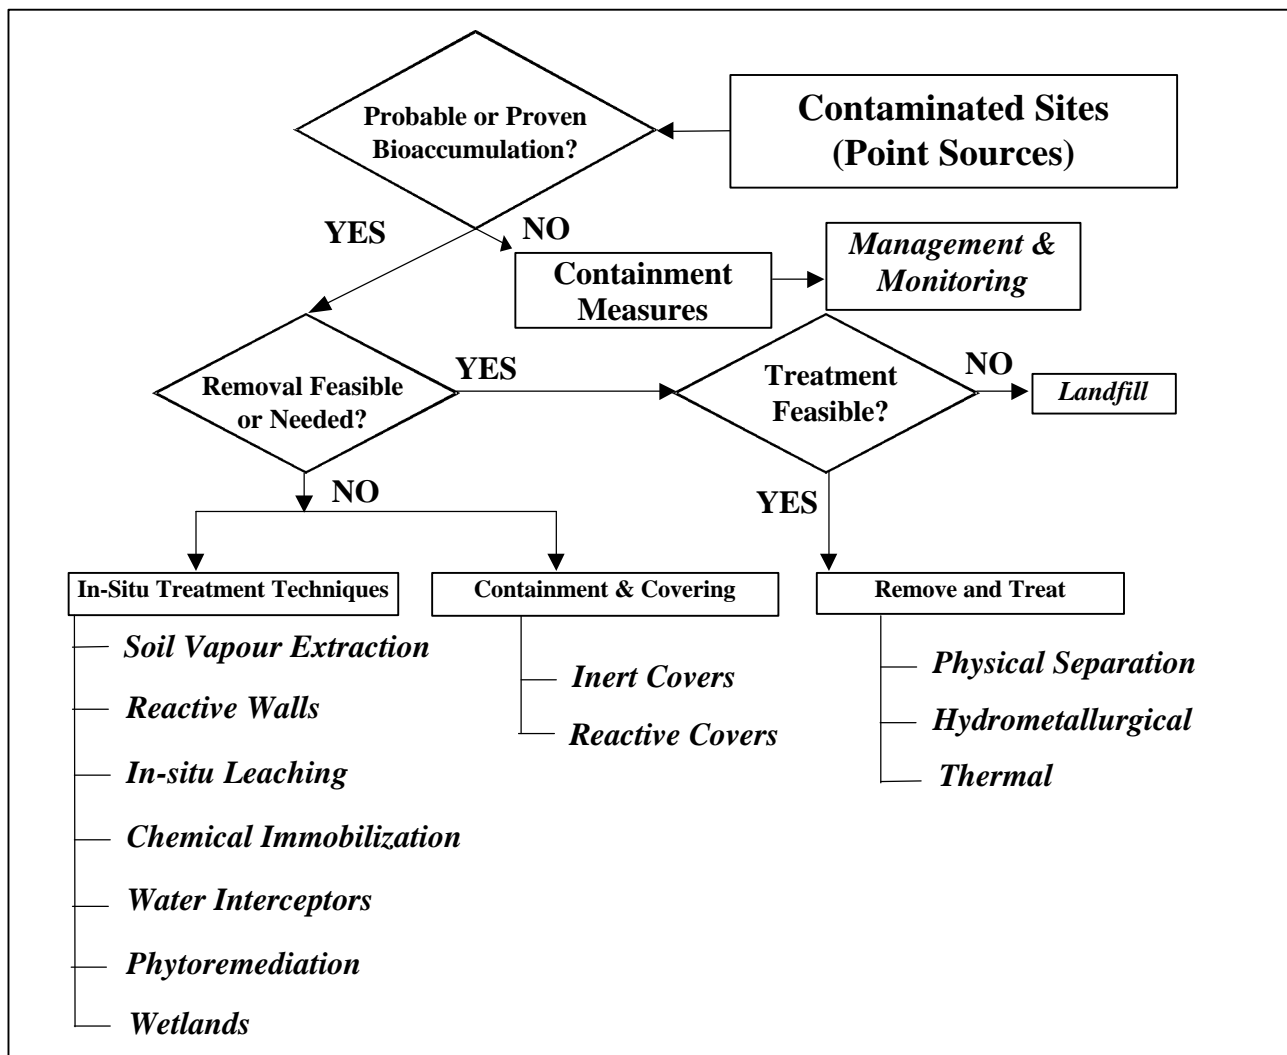 Contaminated Sites
(Point Sources)
Probable or Proven
Bioaccumulation?
YES
NO
Containment
Measures
Management &
Monitoring
Removal Feasible
or Needed?
YES
Treatment
Feasible?
NO
Landfill
NO
YES
In-Situ Treatment Techniques
Soil Vapour Extraction
Reactive Walls
In-situ Leaching
Chemical Immobilization
Water Interceptors
Phytoremediation
Wetlands
Containment & Covering
Inert Covers
Reactive Covers
Remove and Treat
Physical Separation
Hydrometallurgical
Thermal